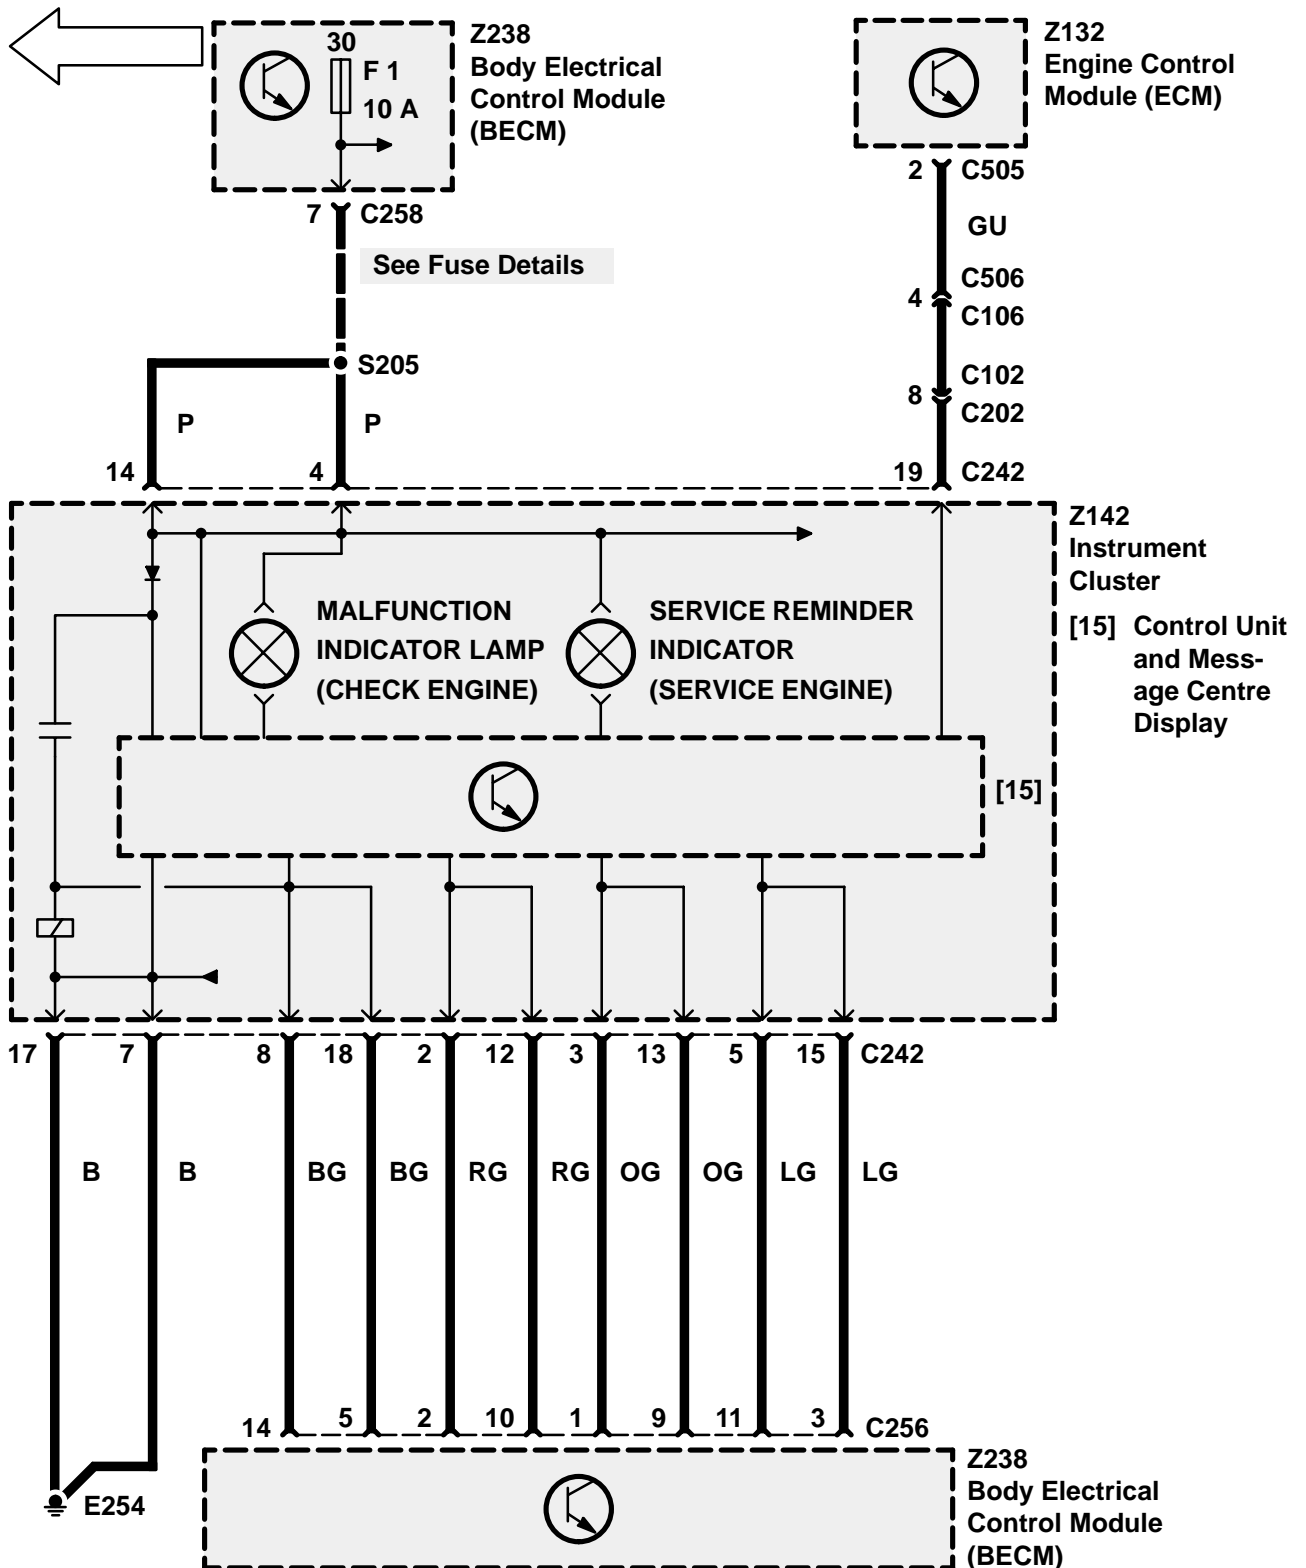 30
F 1
10 A
Z238
Body Electrical
Control Module
(BECM)
Z132
Engine Control
Module (ECM)
7 C258
2 C505
GU
See Fuse Details
C506
4
C106
S205
C102
8
C202
P P
14 4 19 C242
Z142
Instrument
Cluster
[15] Control Unit
and Mess-
age Centre
Display
MALFUNCTION
INDICATOR LAMP
(CHECK ENGINE)
SERVICE REMINDER
INDICATOR
(SERVICE ENGINE)
[15]
17 7 8 18 2 12 3 13 5 15 C242
B B BG BG RG RG OG OG LG LG
14 5 2 10 1 9 11 3 C256
E254
Z238
Body Electrical
Control Module
(BECM)